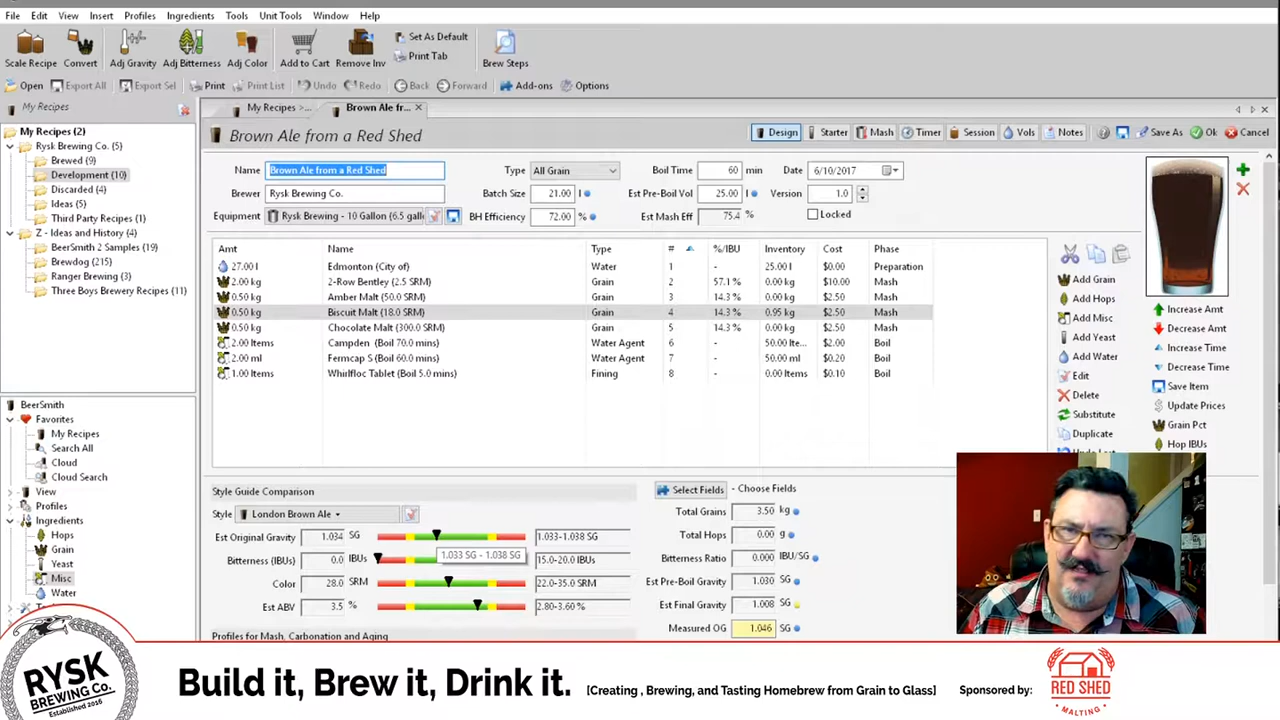 File Edit View Insert Profiles Ingredients Tools Unit Tools Window Help
Scale Recipe Convert Adj Gravity Adj Bitterness Adj Color Add to Cart Remove Inv Set As Default Print Tab Brew Steps
Open Export All Export Sel Print Print List Undo Redo Back Forward Add-ons Options
My Recipes
My Recipes (2)
Rysk Brewing Co. (5)
Brewed (9)
Development (10)
Discarded (4)
Ideas (5)
Third Party Recipes (1)
Z - Ideas and History (4)
BeerSmith 2 Samples (19)
Brewdog (215)
Ranger Brewing (3)
Three Boys Brewery Recipes (11)
BeerSmith
Favorites
My Recipes
Search All
Cloud
Cloud Search
View
Profiles
Ingredients
Hops
Grain
Yeast
Misc
Water
My Recipes >... Brown Ale fr...
Brown Ale from a Red Shed
Design Starter Mash Timer Session Vols Notes Save As Ok Cancel
Name Brown Ale from a Red Shed Type All Grain Boil Time 60 min Date 6/10/2017
Brewer Rysk Brewing Co. Batch Size 21.00 l Est Pre-Boil Vol 25.00 l Version 1.0
Equipment Rysk Brewing - 10 Gallon (6.5 gall BH Efficiency 72.00 % Est Mash Eff 75.4 % Locked
Amt Name Type # %/IBU Inventory Cost Phase
27.00 l Edmonton (City of) Water 1 - 25.00 l $0.00 Preparation
2.00 kg 2-Row Bentley (2.5 SRM) Grain 2 57.1 % 0.00 kg $10.00 Mash
0.50 kg Amber Malt (50.0 SRM) Grain 3 14.3 % 0.00 kg $2.50 Mash
0.50 kg Biscuit Malt (18.0 SRM) Grain 4 14.3 % 0.95 kg $2.50 Mash
0.50 kg Chocolate Malt (300.0 SRM) Grain 5 14.3 % 0.00 kg $2.50 Mash
2.00 Items Campden (Boil 70.0 mins) Water Agent 6 - 50.00 Ite... $2.00 Boil
2.00 ml Fermcap S (Boil 60.0 mins) Water Agent 7 - 50.00 ml $0.20 Boil
1.00 Items Whirlfloc Tablet (Boil 5.0 mins) Fining 8 - 0.00 Items $0.10 Boil
Add Grain
Add Hops
Add Misc
Add Yeast
Add Water
Edit
Delete
Substitute
Duplicate
Increase Amt
Decrease Amt
Increase Time
Decrease Time
Save Item
Update Prices
Grain Pct
Hop IBUs
Style Guide Comparison
Style London Brown Ale
Est Original Gravity 1.034 SG 1.033-1.038 SG
1.033 SG - 1.038 SG
Bitterness (IBUs) 0.0 IBUs 15.0-20.0 IBUs
Color 28.0 SRM 22.0-35.0 SRM
Est ABV 3.5 % 2.80-3.60 %
Profiles for Mash, Carbonation and Aging
Select Fields - Choose Fields
Total Grains 3.50 kg
Total Hops 0.00 g
Bitterness Ratio 0.000 IBU/SG
Est Pre-Boil Gravity 1.030 SG
Est Final Gravity 1.008 SG
Measured OG 1.046 SG
RYSK
BREWING CO.
Established 2016
Build it, Brew it, Drink it. [Creating , Brewing, and Tasting Homebrew from Grain to Glass] Sponsored by:
RED SHED
MALTING